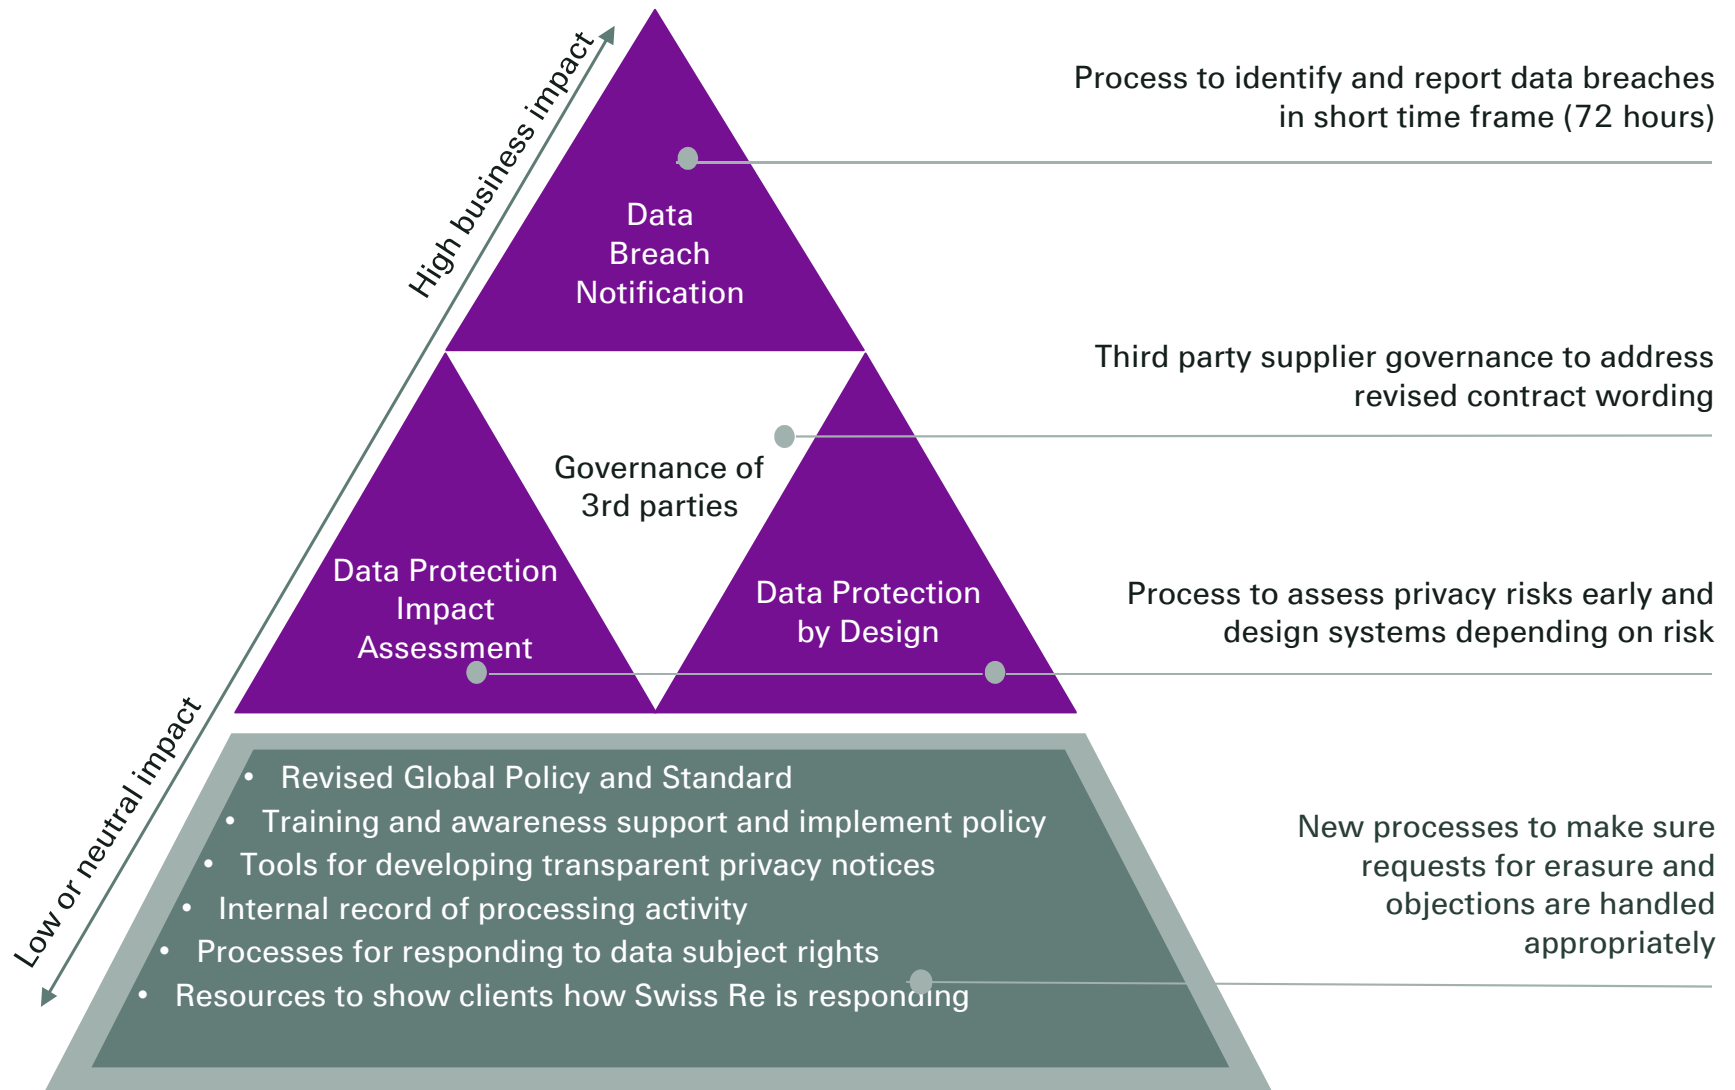 High business impact
Low or neutral impact
Data
Breach
Notification
Process to identify and report data breaches
in short time frame (72 hours)
Governance of
3rd parties
Third party supplier governance to address
revised contract wording
Data Protection
Impact
Assessment
Data Protection
by Design
Process to assess privacy risks early and
design systems depending on risk
• Revised Global Policy and Standard
• Training and awareness support and implement policy
• Tools for developing transparent privacy notices
• Internal record of processing activity
• Processes for responding to data subject rights
• Resources to show clients how Swiss Re is responding
New processes to make sure
requests for erasure and
objections are handled
appropriately